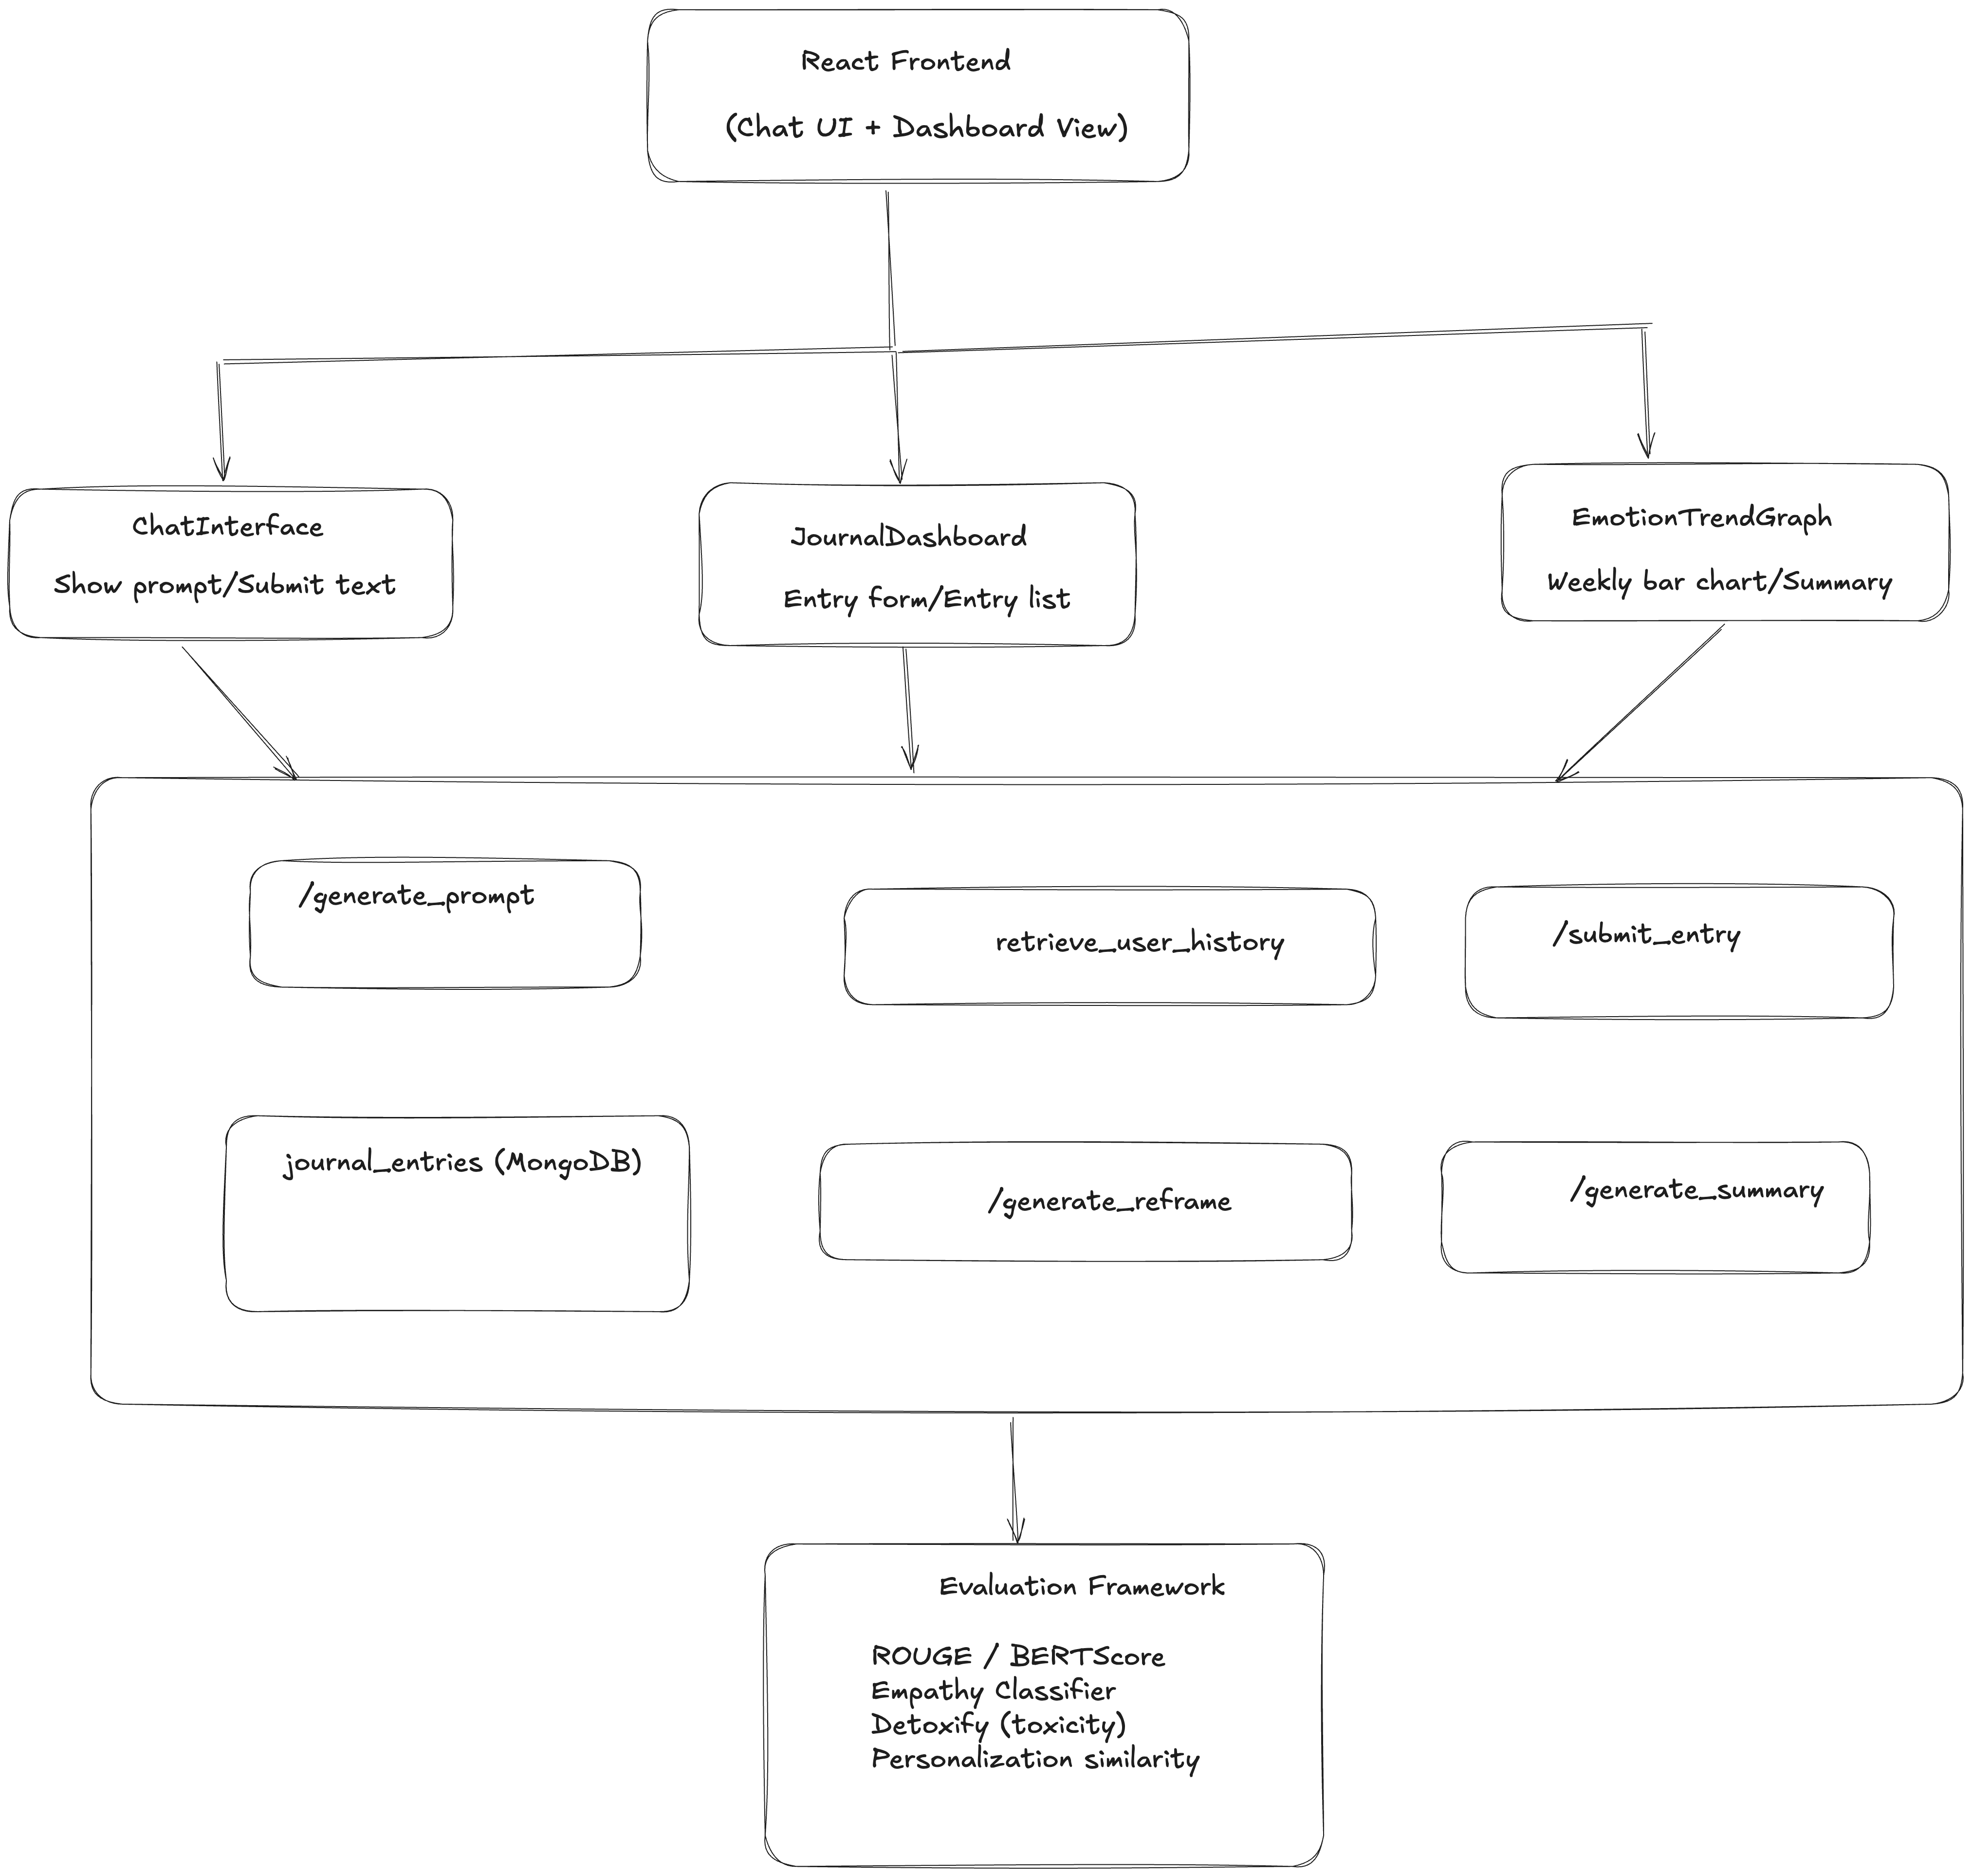 React Frontend
(Chat UI + Dashboard View)
ChatInterface
Show prompt/Submit text
JournalDashboard
Entry form/Entry list
EmotionTrendGraph
Weekly bar chart/Summary
/generate_prompt
retrieve_user_history
/submit_entry
journal_entries (MongoDB)
/generate_reframe
/generate_summary
Evaluation Framework
ROUGE / BERTScore
Empathy Classifier
Detoxify (toxicity)
Personalization similarity